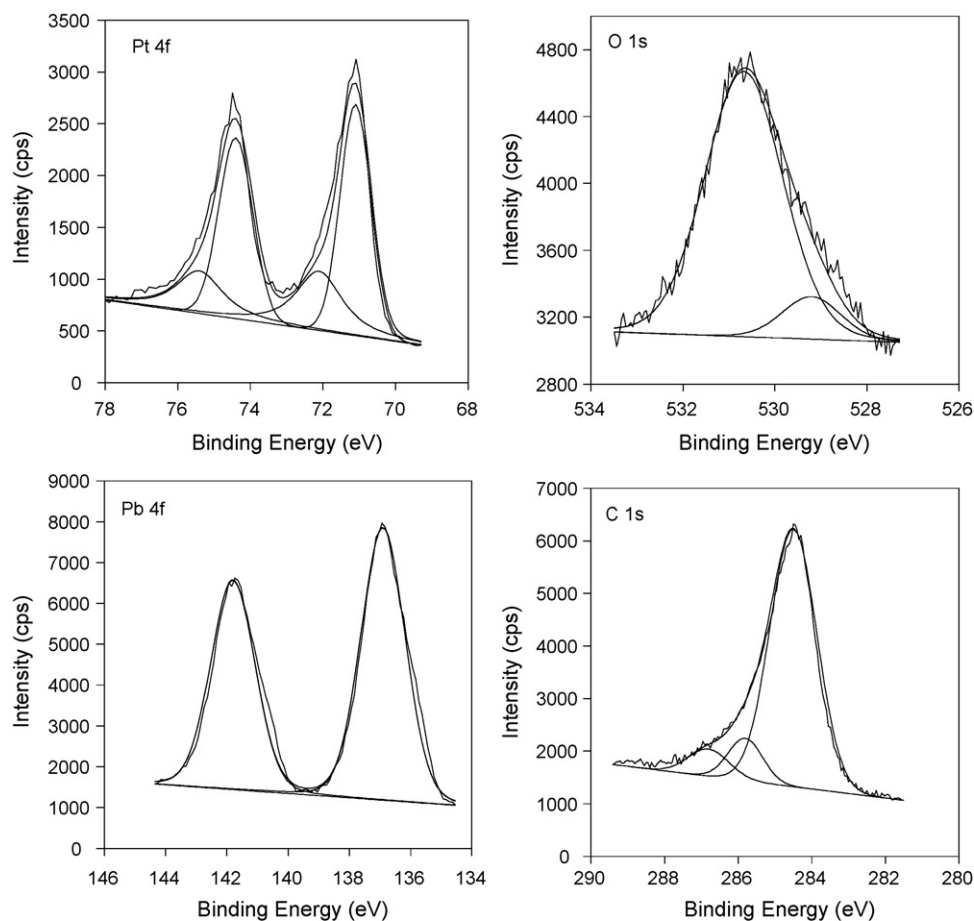 Pt 4f
Intensity (cps)
3500
3000
2500
2000
1500
1000
500
0
78 76 74 72 70 68
Binding Energy (eV)
O 1s
Intensity (cps)
4800
4400
4000
3600
3200
2800
534 532 530 528 526
Binding Energy (eV)
Pb 4f
Intensity (cps)
9000
8000
7000
6000
5000
4000
3000
2000
1000
0
146 144 142 140 138 136 134
Binding Energy (eV)
C 1s
Intensity (cps)
7000
6000
5000
4000
3000
2000
1000
0
290 288 286 284 282 280
Binding Energy (eV)